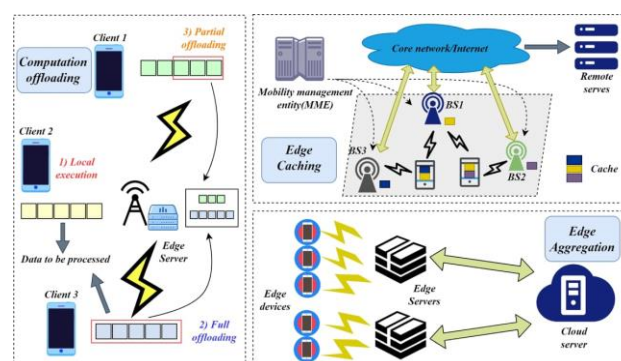 Computation
offloading
Client 1
3) Partial
offloading
Client 2
1) Local
execution
Edge
Server
Data to be processed
Client 3
2) Full
offloading
Core network/Internet
Remote
serves
Mobility management
entity(MME)
BS1
Edge
Caching
BS3
BS2
Cache
Edge
Aggregation
Edge
devices
Edge
Servers
Cloud
server